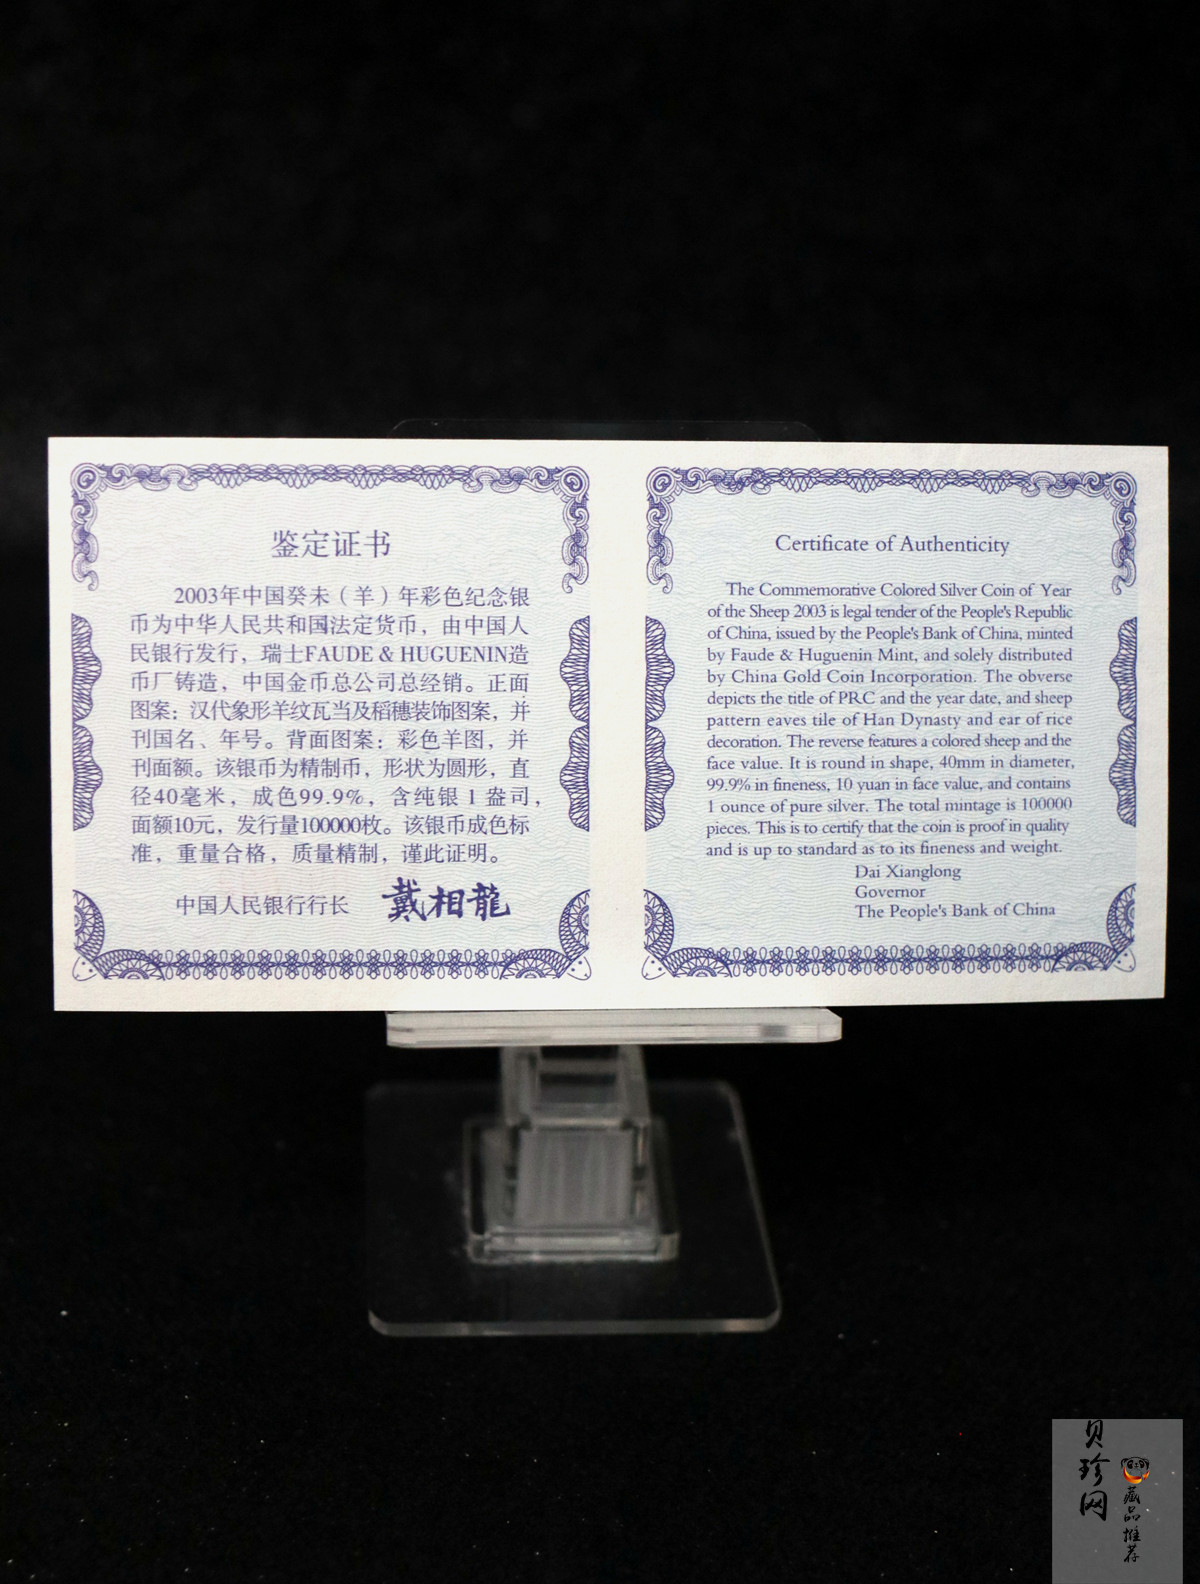 鉴定证书
2003年中国癸未（羊）年彩色纪念银
币为中华人民共和国法定货币，由中国人
民银行发行，瑞士FAUDE & HUGUENIN造
币厂铸造，中国金币总公司总经销。正面
图案：汉代象形羊纹瓦当及稻穗装饰图案，并
刊国名、年号。背面图案：彩色羊图，并
刊面额。该银币为精制币，形状为圆形，直
径40毫米，成色99.9%，含纯银1盎司，
面额10元，发行量100000枚。该银币成色标
准，重量合格，质量精制，谨此证明。
中国人民银行行长 戴相龍
Certificate of Authenticity
The Commemorative Colored Silver Coin of Year
of the Sheep 2003 is legal tender of the People's Republic
of China, issued by the People's Bank of China, minted
by Faude & Huguenin Mint, and solely distributed
by China Gold Coin Incorporation. The obverse
depicts the title of PRC and the year date, and sheep
pattern eaves tile of Han Dynasty and ear of rice
decoration. The reverse features a colored sheep and the
face value. It is round in shape, 40mm in diameter,
99.9% in fineness, 10 yuan in face value, and contains
1 ounce of pure silver. The total mintage is 100000
pieces. This is to certify that the coin is proof in quality
and is up to standard as to its fineness and weight.
Dai Xianglong
Governor
The People's Bank of China
贝珍网
藏品推荐